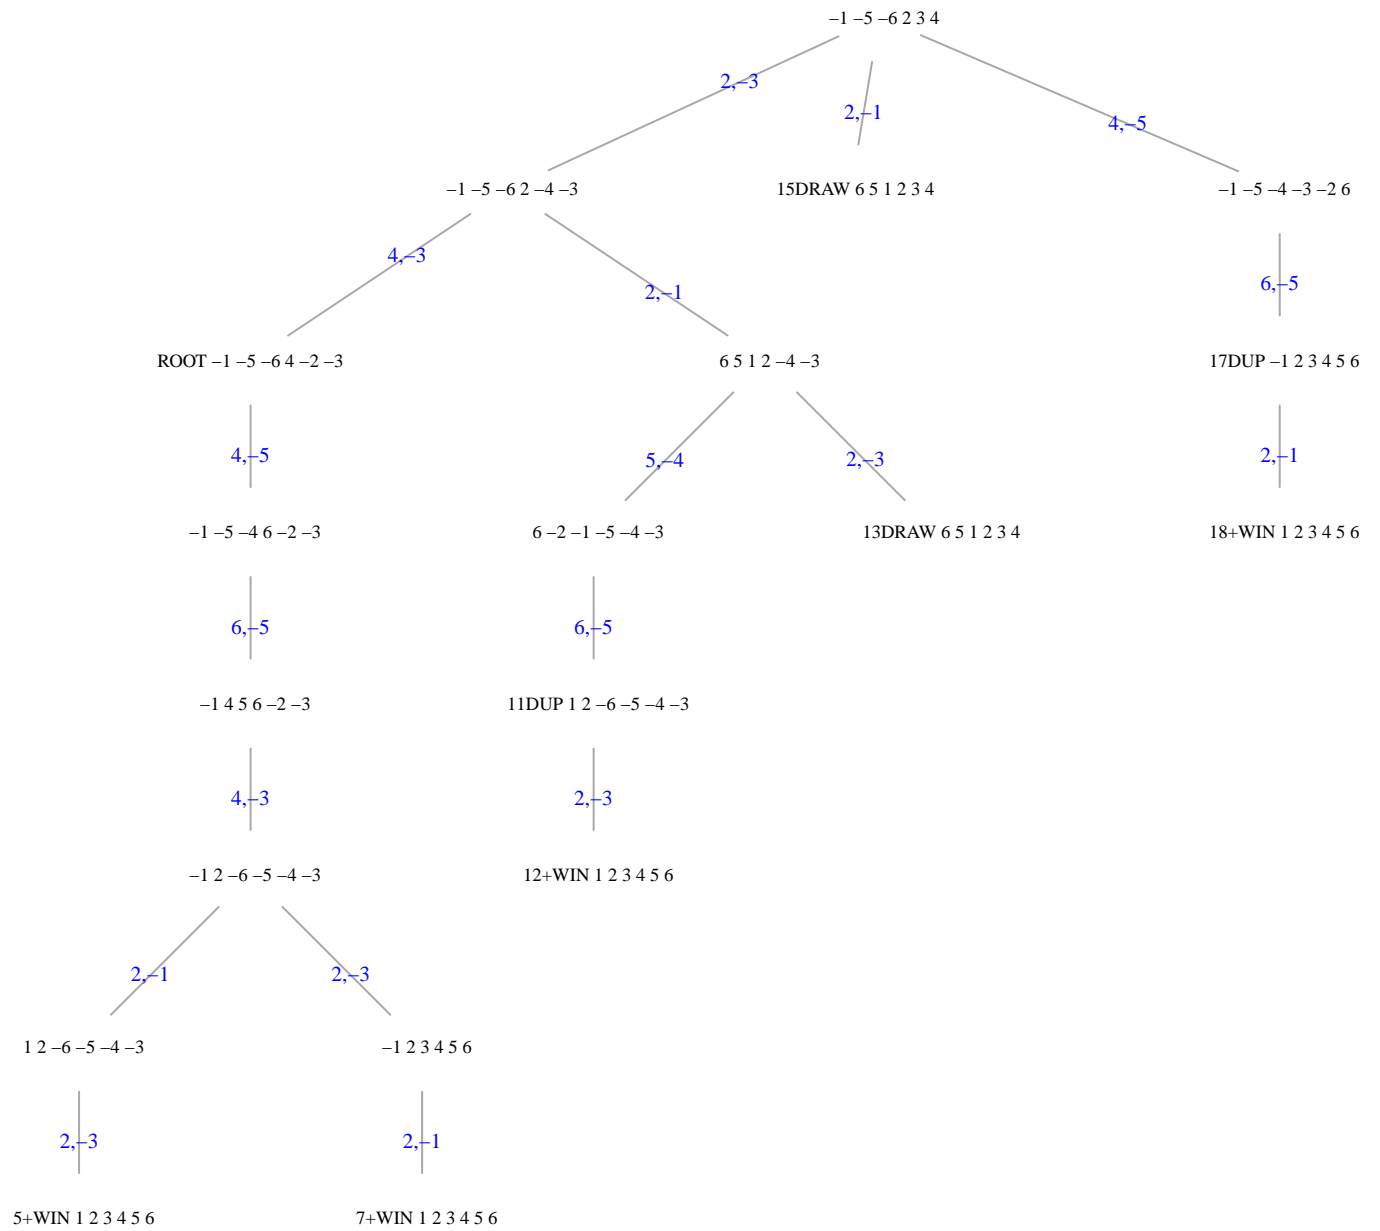 −1 −5 −6 2 3 4
2,−3
2,−1
4,−5
−1 −5 −6 2 −4 −3
15DRAW 6 5 1 2 3 4
−1 −5 −4 −3 −2 6
4,−3
2,−1
6,−5
ROOT −1 −5 −6 4 −2 −3
6 5 1 2 −4 −3
17DUP −1 2 3 4 5 6
4,−5
5,−4
2,−3
2,−1
−1 −5 −4 6 −2 −3
6 −2 −1 −5 −4 −3
13DRAW 6 5 1 2 3 4
18+WIN 1 2 3 4 5 6
6,−5
6,−5
−1 4 5 6 −2 −3
11DUP 1 2 −6 −5 −4 −3
4,−3
2,−3
−1 2 −6 −5 −4 −3
12+WIN 1 2 3 4 5 6
2,−1
2,−3
1 2 −6 −5 −4 −3
−1 2 3 4 5 6
2,−3
2,−1
5+WIN 1 2 3 4 5 6
7+WIN 1 2 3 4 5 6